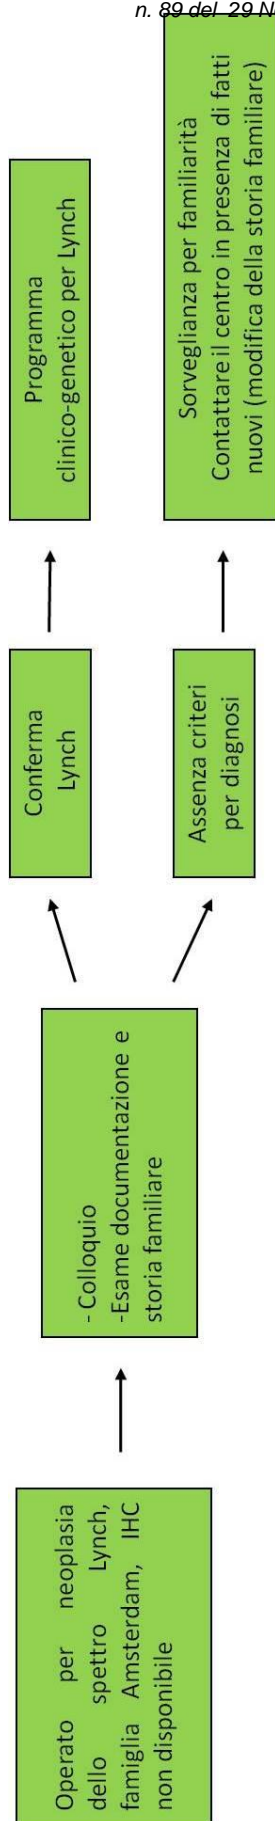 n. 89 del 29 N
Operato per neoplasia
dello spettro Lynch,
famiglia Amsterdam, IHC
non disponibile
- Colloquio
-Esame documentazione e
storia familiare
Conferma
Lynch
Programma
clinico-genetico per Lynch
Assenza criteri
per diagnosi
Sorveglianza per familiarità
Contattare il centro in presenza di fatti
nuovi (modifica della storia familiare)